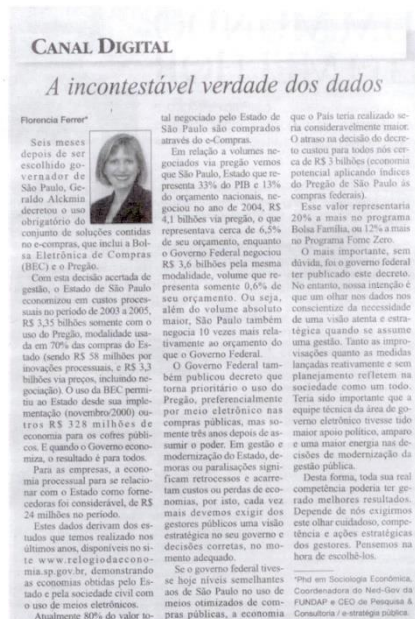 CANAL DIGITAL
A incontestável verdade dos dados
Florencia Ferrer*
Seis meses
depois de ser
escolhido go-
vernador de
São Paulo, Ge-
raldo Alckmin
decretou o uso
obrigatório do
conjunto de soluções contidas
no e-compras, que inclui a Bol-
sa Eletrônica de Compras
(BEC) e o Pregão.
Com esta decisão acertada de
gestão, o Estado de São Paulo
economizou em custos proces-
suais no período de 2003 a 2005,
R$ 3,35 bilhões somente com o
uso do Pregão, modalidade usa-
da em 70% das compras do Es-
tado (sendo R$ 58 milhões por
inovações processuais, e R$ 3,3
bilhões via preços, incluindo ne-
gociação). O uso da BEC permi-
tiu ao Estado desde sua imple-
mentação (novembro/2000) ou-
tros R$ 328 milhões de
economia para os cofres públi-
cos. E quando o Governo econo-
miza, o resultado é para todos.
Para as empresas, a econo-
mia processual para se relacio-
nar com o Estado como forne-
cedoras foi considerável, de R$
24 milhões no período.
Estes dados derivam dos es-
tudos que temos realizado nos
últimos anos, disponíveis no si-
te www.relogiodaecono-
mia.sp.gov.br, demonstrando
as economias obtidas pelo Es-
tado e pela sociedade civil com
o uso de meios eletrônicos.
Atualmente 80% do valor to-
tal negociado pelo Estado de
São Paulo são comprados
através do e-Compras.
Em relação a volumes ne-
gociados via pregão vemos
que São Paulo, Estado que re-
presenta 33% do PIB e 13%
do orçamento nacional, ne-
gociou no ano de 2004, R$
4,1 bilhões via pregão, o que
representava cerca de 6,5%
de seu orçamento, enquanto
o Governo Federal negociou
R$ 3,6 bilhões pela mesma
modalidade, volume que re-
presenta somente 0,6% de
seu orçamento. Ou seja,
além do volume absoluto
maior, São Paulo também
negocia 10 vezes mais rela-
tivamente ao orçamento do
que o Governo Federal.
O Governo Federal tam-
bém publicou decreto que
torna prioritário o uso do
Pregão, preferencialmente
por meio eletrônico nas
compras públicas, mas so-
mente três anos depois de as-
sumir o poder. Em gestão e
modernização do Estado, de-
moras ou paralisações signi-
ficam retrocessos e acarre-
tam custos ou perdas de eco-
nomias, por isto, cada vez
mais devemos exigir dos
gestores públicos uma visão
estratégica no seu governo e
decisões corretas, no mo-
mento adequado.
Se o governo federal tives-
se hoje níveis semelhantes
aos de São Paulo no uso de
meios otimizados de com-
pras públicas, a economia
que o País teria realizado se-
ria consideravelmente maior.
O atraso na decisão do decre-
to custou para todos nós cer-
ca de R$ 3 bilhões (economia
potencial aplicando índices
do Pregão de São Paulo às
compras federais).
Esse valor representaria
20% a mais no programa
Bolsa Família, ou 12% a mais
no Programa Fome Zero.
O mais importante, sem
dúvida, foi o governo federal
ter publicado este decreto.
No entanto, nossa intenção é
que um olhar nos dados nos
conscientize da necessidade
de uma visão atenta e estra-
tégica quando se assume
uma gestão. Tanto as impro-
visações quanto as medidas
lançadas reativamente e sem
planejamento refletem na
sociedade como um todo.
Teria sido importante que a
equipe técnica da área de go-
verno eletrônico tivesse tido
maior apoio político, amparo
e uma maior energia nas de-
cisões de modernização da
gestão pública.
Desta forma, toda sua real
competência poderia ter ge-
rado melhores resultados.
Depende de nós exigirmos
este olhar cuidadoso, compe-
tência e ações estratégicas
dos gestores. Pensemos na
hora de escolhê-los.
*Phd em Sociologia Econômica,
Coordenadora do Ned-Gov da
FUNDAP e CEO de Pesquisa &
Consultoria / e-stratégia pública.